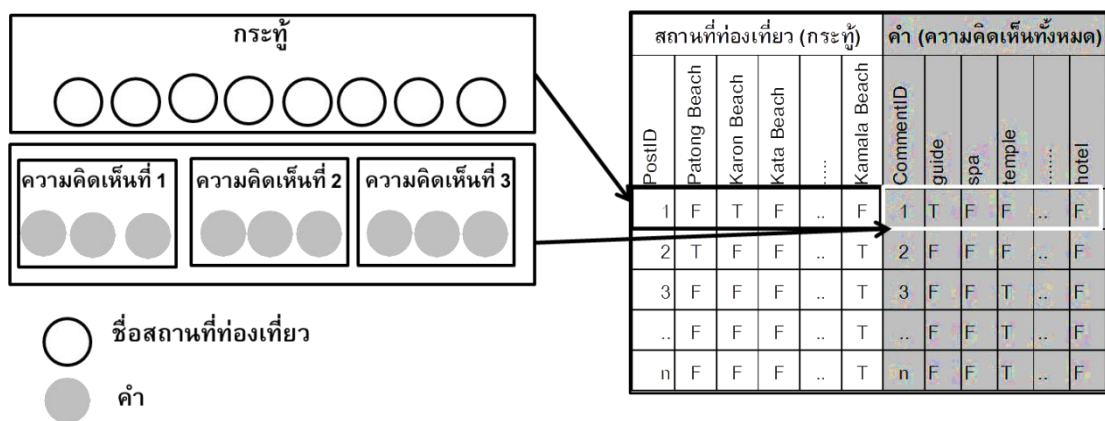 กระทู้
ความคิดเห็นที่ 1
ความคิดเห็นที่ 2
ความคิดเห็นที่ 3
ชื่อสถานที่ท่องเที่ยว
คำ
สถานที่ท่องเที่ยว (กระทู้) คำ (ความคิดเห็นทั้งหมด)
PostID Patong Beach Karon Beach Kata Beach ..... Kamala Beach CommentID guide spa temple ....... hotel
1 F T F .. F 1 T F F .. F
2 T F F .. T 2 F F F .. F
3 F F F .. T 3 F F T .. F
.. F F F .. T .. F F T .. F
n F F F .. T n F F T .. F